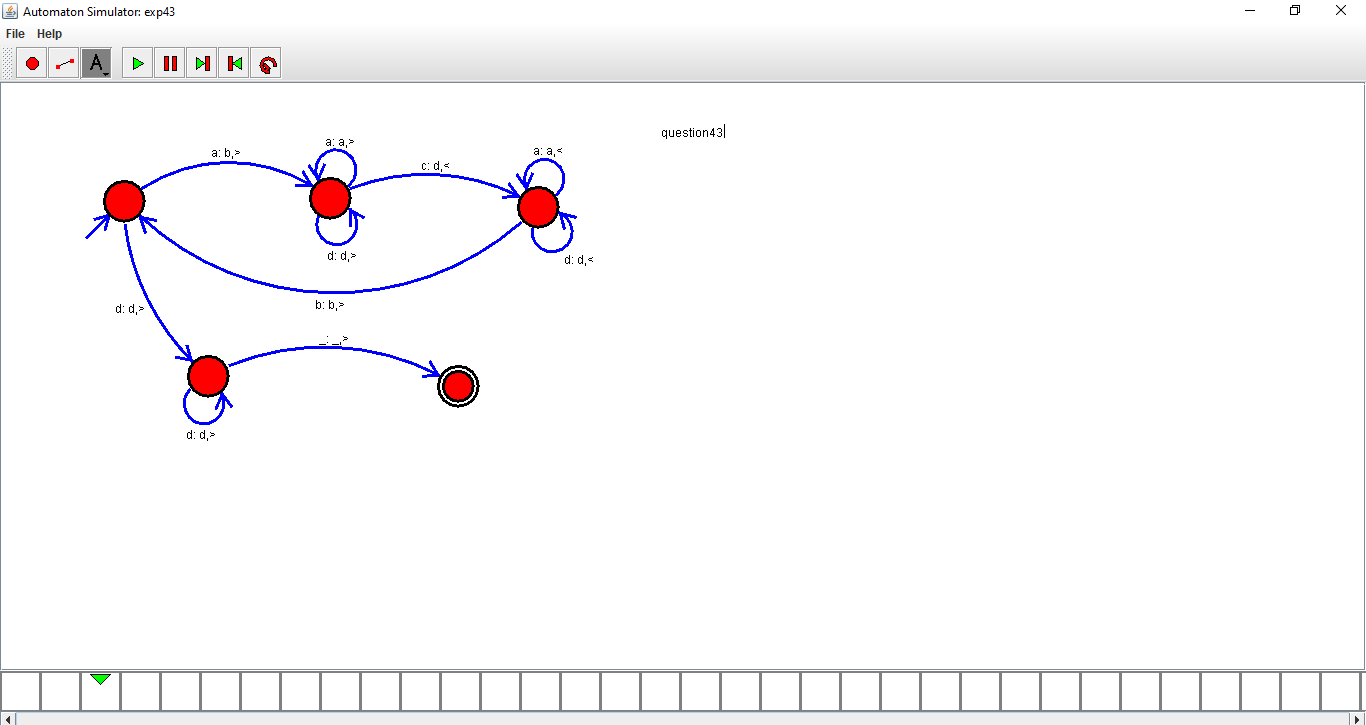 Automaton Simulator: exp43
File Help
A
question43
a: b,>
a: a,>
c: d,<
a: a,<
d: d,>
d: d,<
b: b,>
d: d,>
_: _,>
d: d,>